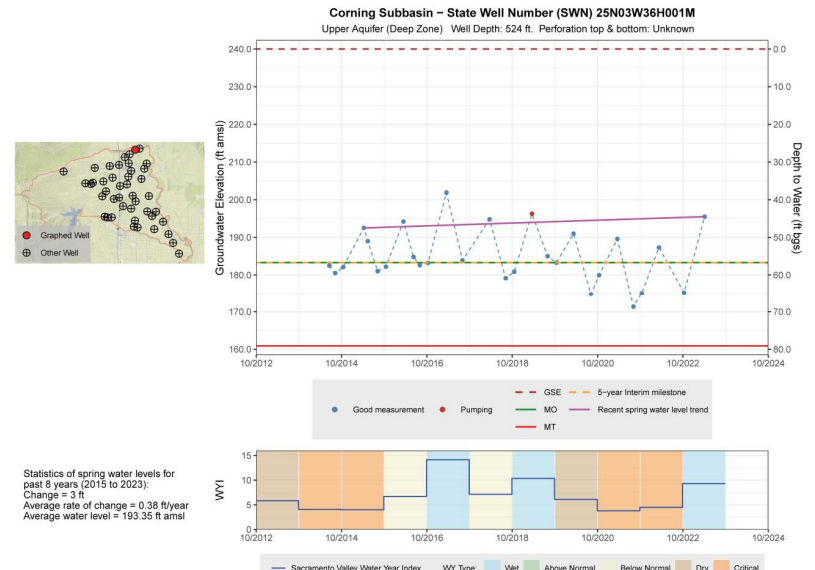 Corning Subbasin − State Well Number (SWN) 25N03W36H001M
Upper Aquifer (Deep Zone) Well Depth: 524 ft. Perforation top & bottom: Unknown
Graphed Well
Other Well
Groundwater Elevation (ft amsl)
240.0
230.0
220.0
210.0
200.0
190.0
180.0
170.0
160.0
0.0
10.0
20.0
30.0
40.0
50.0
60.0
70.0
80.0
Depth to Water (ft bgs)
10/2012
10/2014
10/2016
10/2018
10/2020
10/2022
10/2024
Good measurement
Pumping
GSE
MO
MT
5−year Interim milestone
Recent spring water level trend
Statistics of spring water levels for
past 8 years (2015 to 2023):
Change = 3 ft
Average rate of change = 0.38 ft/year
Average water level = 193.35 ft amsl
WYI
15
10
5
0
10/2012
10/2014
10/2016
10/2018
10/2020
10/2022
10/2024
Sacramento Valley Water Year Index WY Type: Wet Above Normal Below Normal Dry Critical